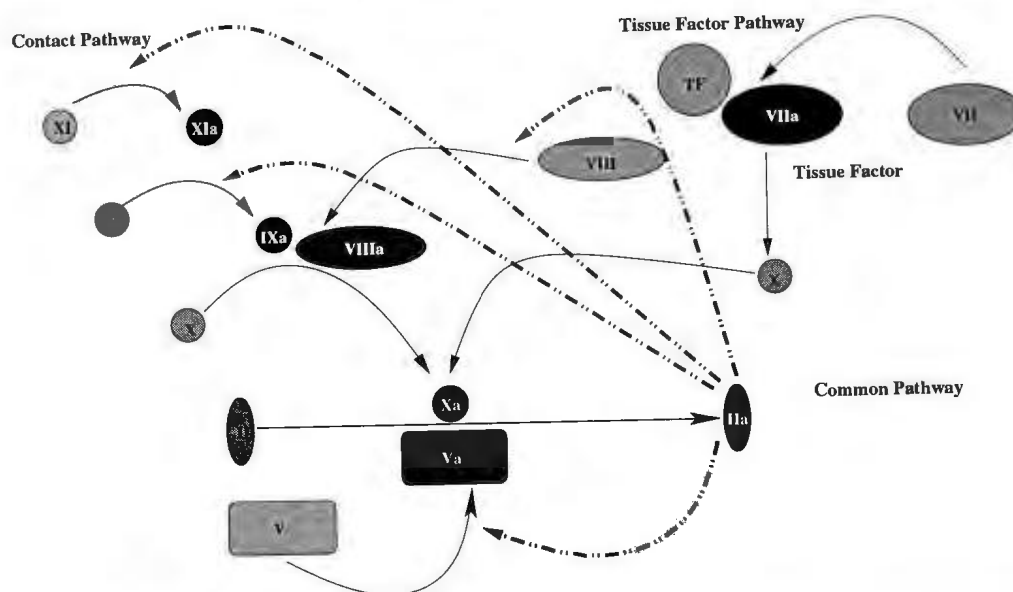 Contact Pathway
Tissue Factor Pathway
TF
XI
XIa
VIIa
VII
VIII
Tissue Factor
IXa
VIIIa
X
X
Xa
Common Pathway
IIa
Va
V